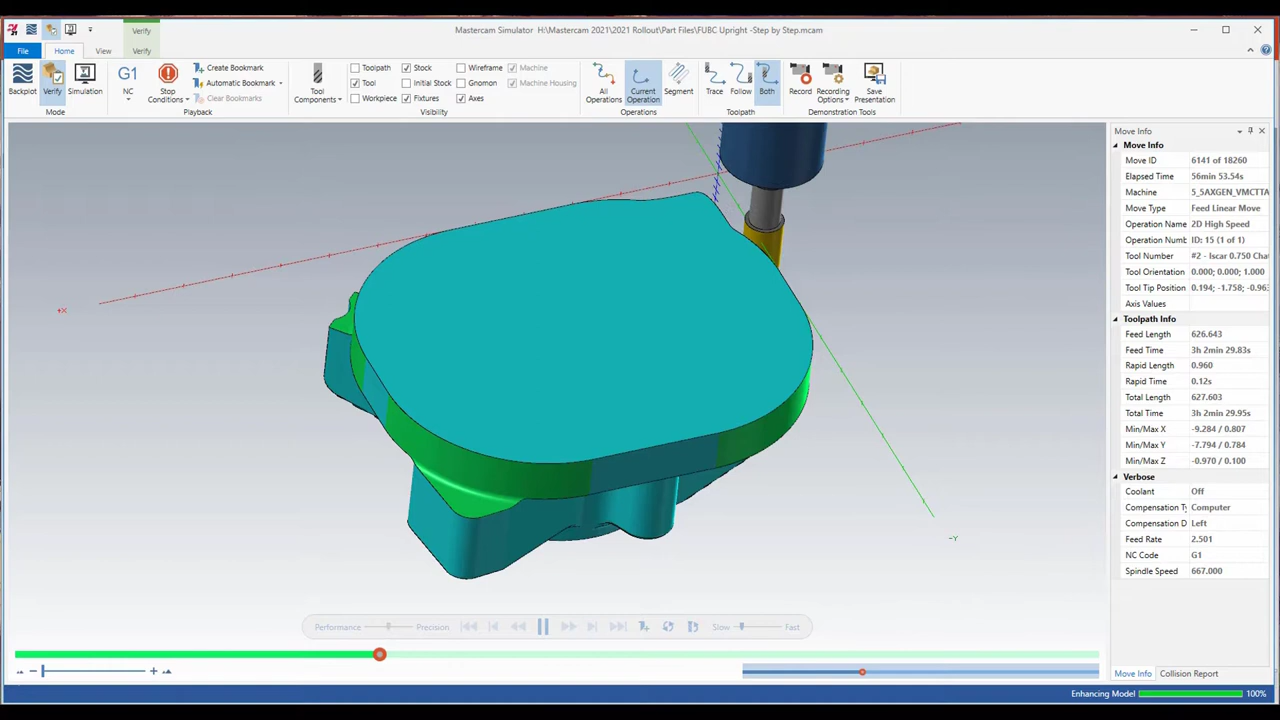 Verify
Mastercam Simulator H:\Mastercam 2021\2021 Rollout\Part Files\FUBC Upright -Step by Step.mcam
File Home View Verify
Backplot
Verify
Simulation
Mode
G1
NC
Stop Conditions
Create Bookmark
Automatic Bookmark
Clear Bookmarks
Playback
Tool Components
Toolpath Stock Wireframe Machine
Tool Initial Stock Gnomon Machine Housing
Workpiece Fixtures Axes
Visibility
All Operations
Current Operation
Segment
Operations
Trace
Follow
Both
Toolpath
Record
Recording Options
Save Presentation
Demonstration Tools
+X
-Y
Move Info
Move Info
Move ID 6141 of 18260
Elapsed Time 56min 53.54s
Machine 5_5AXGEN_VMCTTA
Move Type Feed Linear Move
Operation Name 2D High Speed
Operation Numb ID: 15 (1 of 1)
Tool Number #2 - Iscar 0.750 Cha
Tool Orientation 0.000; 0.000; 1.000
Tool Tip Position 0.194; -1.758; -0.963
Axis Values
Toolpath Info
Feed Length 626.643
Feed Time 3h 2min 29.83s
Rapid Length 0.960
Rapid Time 0.12s
Total Length 627.603
Total Time 3h 2min 29.95s
Min/Max X -9.284 / 0.807
Min/Max Y -7.794 / 0.784
Min/Max Z -0.970 / 0.100
Verbose
Coolant Off
Compensation Ty Computer
Compensation D Left
Feed Rate 2.501
NC Code G1
Spindle Speed 667.000
Performance Precision Slow Fast
Move Info Collision Report
Enhancing Model 100%